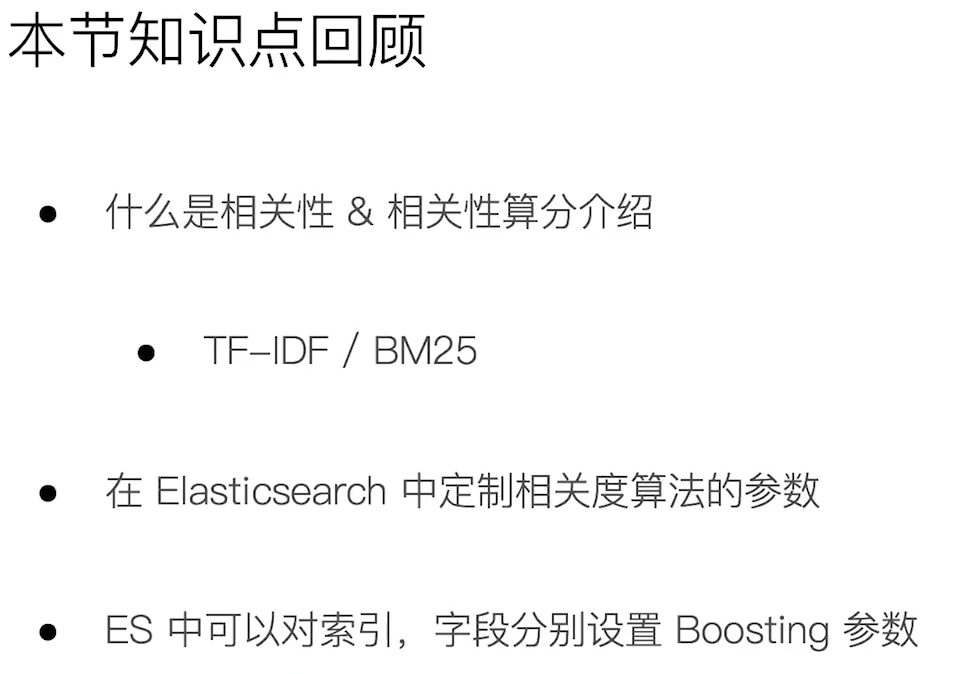 本节知识点回顾
什么是相关性 & 相关性算分介绍
TF-IDF / BM25
在 Elasticsearch 中定制相关度算法的参数
ES 中可以对索引，字段分别设置 Boosting 参数